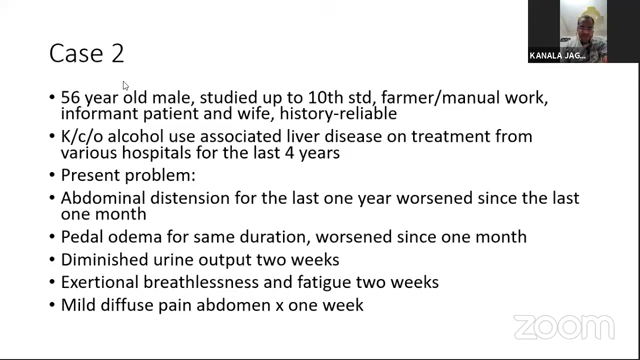 Case 2
• 56 year old male, studied up to 10th std, farmer/manual work,
informant patient and wife, history-reliable
• K/c/o alcohol use associated liver disease on treatment from
various hospitals for the last 4 years
• Present problem:
• Abdominal distension for the last one year worsened since the last
one month
• Pedal odema for same duration, worsened since one month
• Diminished urine output two weeks
• Exertional breathlessness and fatigue two weeks
• Mild diffuse pain abdomen x one week
KANALA JAG...
zoom